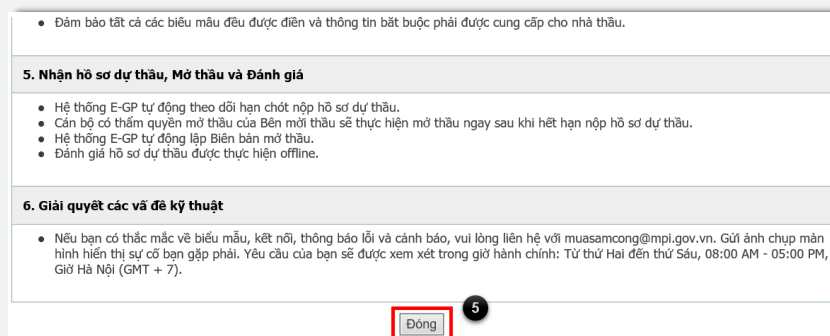 ● Đảm bảo tất cả các biểu mẫu đều được điền và thông tin bắt buộc phải được cung cấp cho nhà thầu.
5. Nhận hồ sơ dự thầu, Mở thầu và Đánh giá
● Hệ thống E-GP tự động theo dõi hạn chót nộp hồ sơ dự thầu.
● Cán bộ có thẩm quyền mở thầu của Bên mời thầu sẽ thực hiện mở thầu ngay sau khi hết hạn nộp hồ sơ dự thầu.
● Hệ thống E-GP tự động lập Biên bản mở thầu.
● Đánh giá hồ sơ dự thầu được thực hiện offline.
6. Giải quyết các vấ đề kỹ thuật
● Nếu bạn có thắc mắc về biểu mẫu, kết nối, thông báo lỗi và cảnh báo, vui lòng liên hệ với muasamcong@mpi.gov.vn. Gửi ảnh chụp màn
hình hiển thị sự cố bạn gặp phải. Yêu cầu của bạn sẽ được xem xét trong giờ hành chính: Từ thứ Hai đến thứ Sáu, 08:00 AM - 05:00 PM,
Giờ Hà Nội (GMT + 7).
5
Đóng